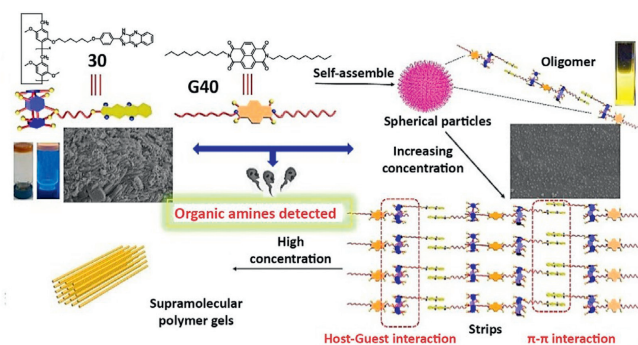 30
G40
Self-assemble
Oligomer
Spherical particles
Increasing
concentration
Organic amines detected
High
concentration
Supramolecular
polymer gels
Strips
Host-Guest interaction
π-π interaction